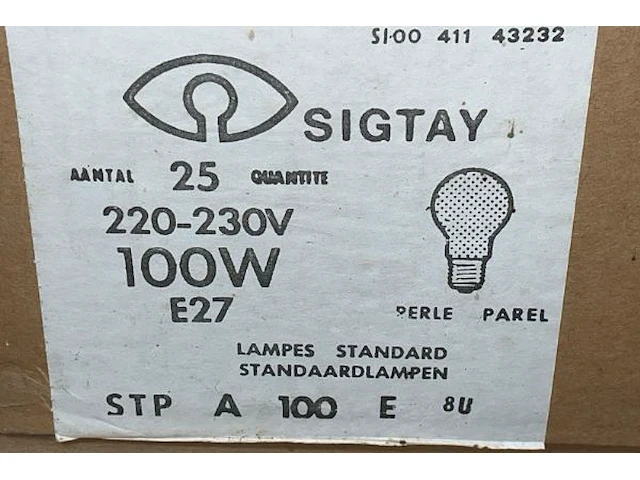 SI·00 411 43232
SIGTAY
AANTAL 25 QUANTITE
220-230V
100W
E27
PERLE PAREL
LAMPES STANDARD
STANDAARDLAMPEN
STP A 100 E 8U